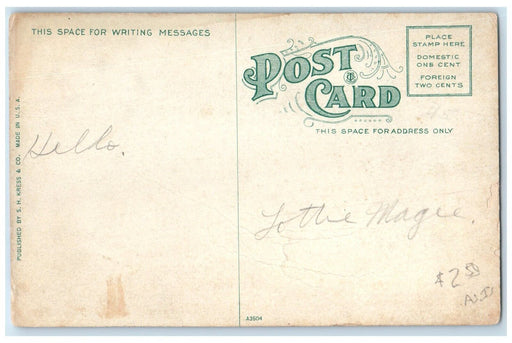 THIS SPACE FOR WRITING MESSAGES
POST CARD
THIS SPACE FOR ADDRESS ONLY
PLACE
STAMP HERE
DOMESTIC
ONE CENT
FOREIGN
TWO CENTS
PUBLISHED BY S. H. KRESS & CO. MADE IN U.S.A.
Hello.
Lottie Magee.
$2.50
A2504